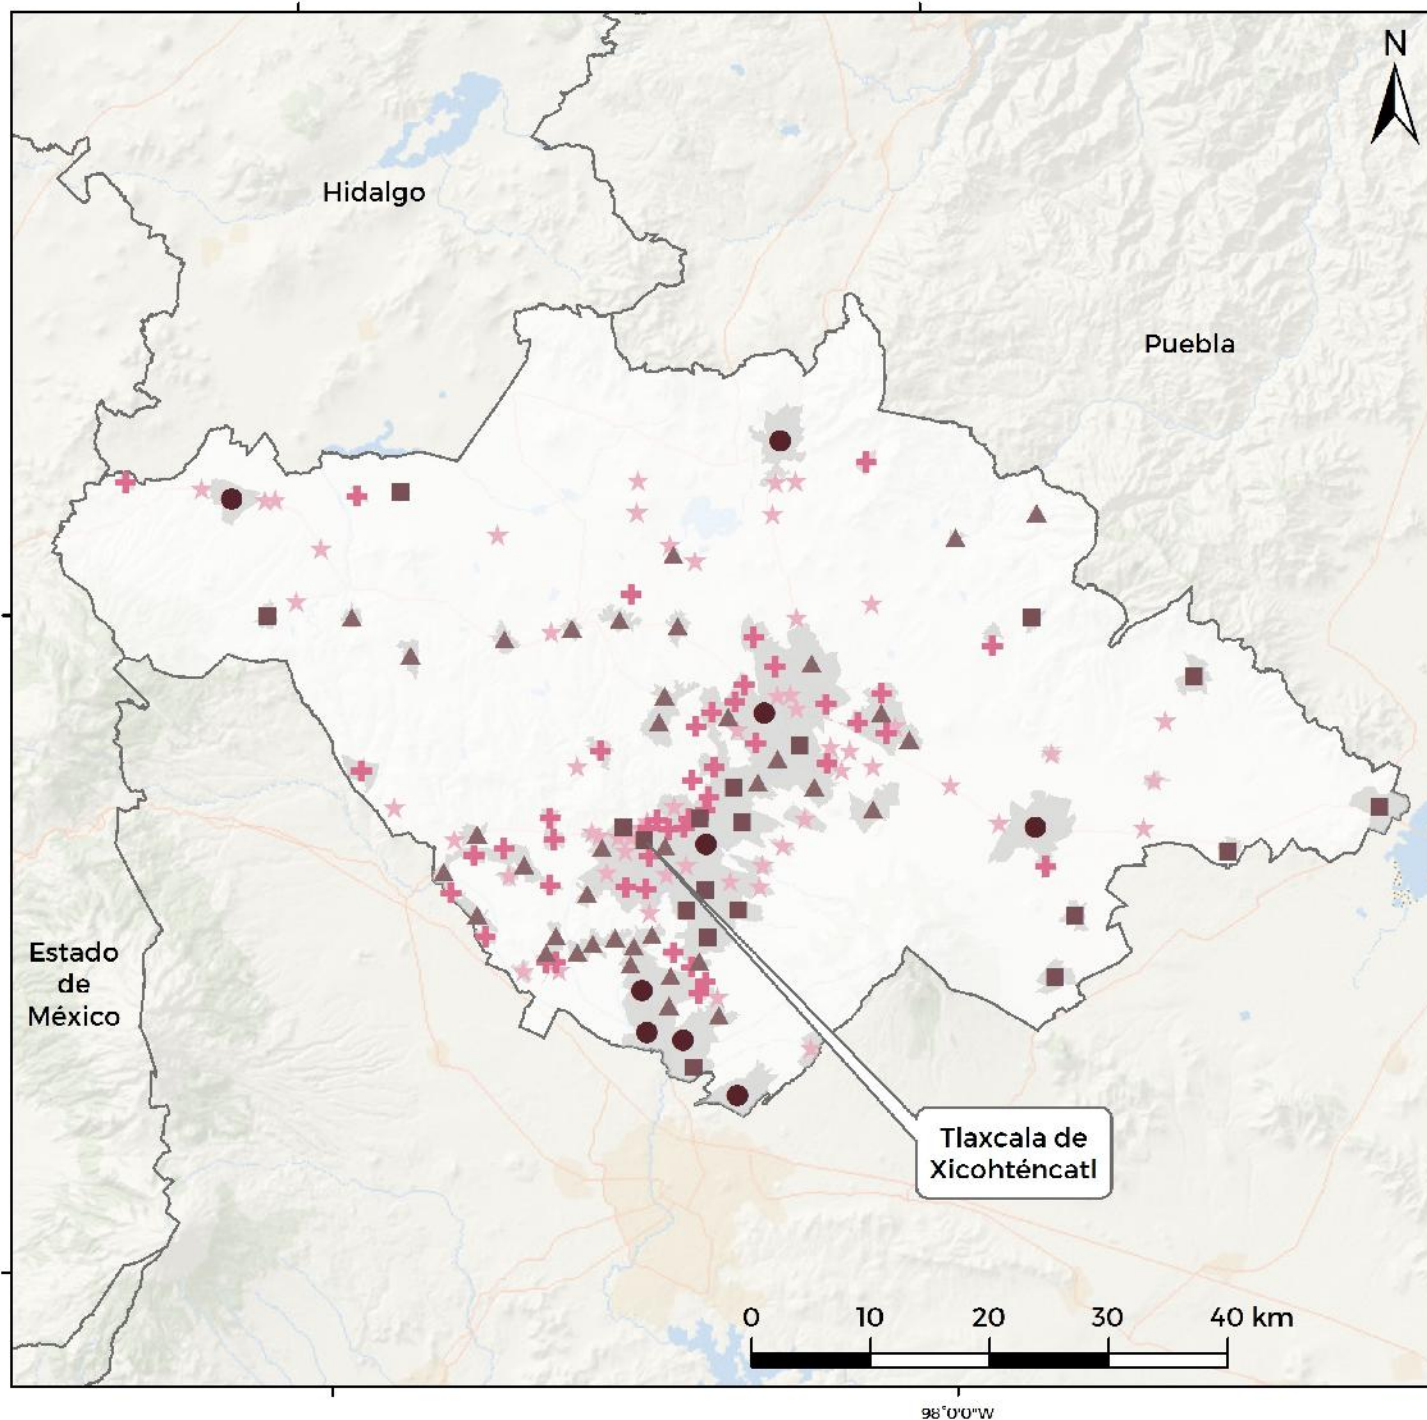 N
Hidalgo
Puebla
Estado
de
México
Tlaxcala de
Xicohténcatl
0 10 20 30 40 km
98°0'0"W